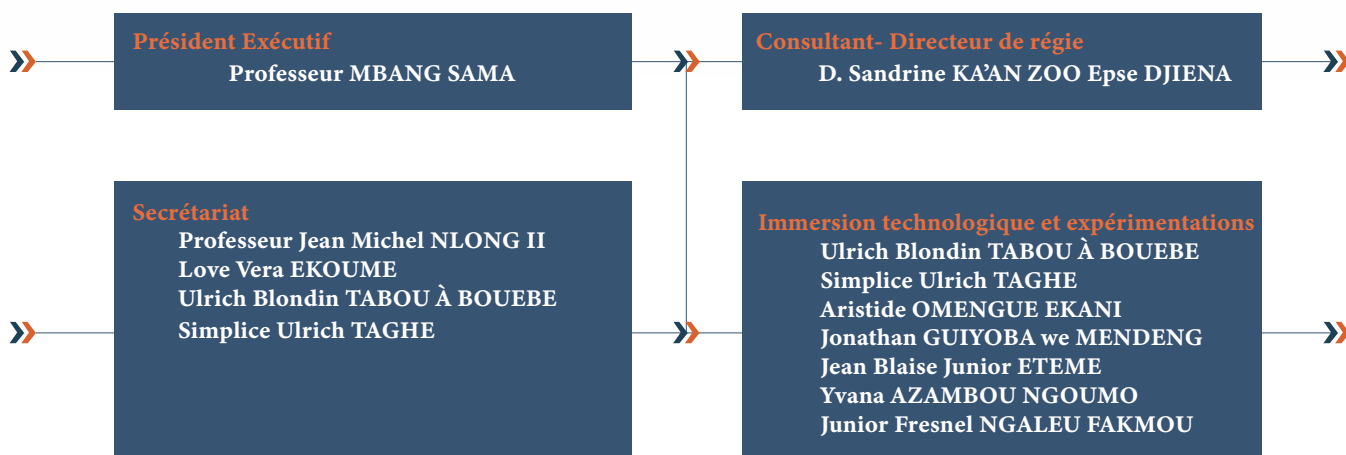 Président Exécutif
Professeur MBANG SAMA
Consultant- Directeur de régie
D. Sandrine KA'AN ZOO Epse DJIENA
Secrétariat
Professeur Jean Michel NLONG II
Love Vera EKOUME
Ulrich Blondin TABOU À BOUEBE
Simplice Ulrich TAGHE
Immersion technologique et expérimentations
Ulrich Blondin TABOU À BOUEBE
Simplice Ulrich TAGHE
Aristide OMENGUE EKANI
Jonathan GUIYOBA we MENDENG
Jean Blaise Junior ETEME
Yvana AZAMBOU NGOUMO
Junior Fresnel NGALEU FAKMOU